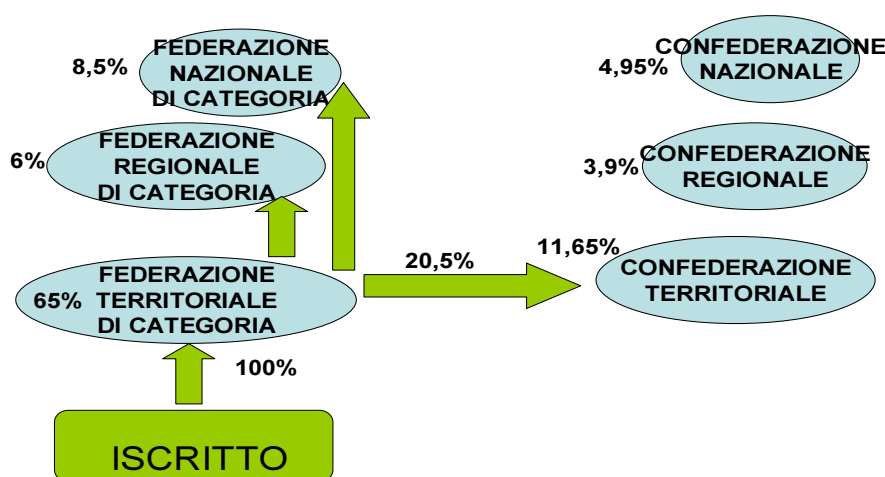 FEDERAZIONE
NAZIONALE
DI CATEGORIA
8,5%
CONFEDERAZIONE
NAZIONALE
4,95%
FEDERAZIONE
REGIONALE
DI CATEGORIA
6%
CONFEDERAZIONE
REGIONALE
3,9%
FEDERAZIONE
TERRITORIALE
DI CATEGORIA
65%
20,5%
11,65%
CONFEDERAZIONE
TERRITORIALE
100%
ISCRITTO